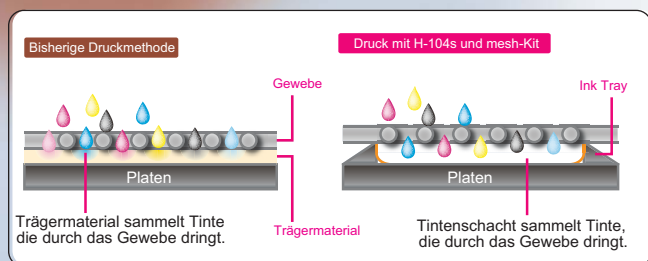 Bisherige Druckmethode
Druck mit H-104s und mesh-Kit
Gewebe
Ink Tray
Platen
Platen
Trägermaterial sammelt Tinte
die durch das Gewebe dringt.
Trägermaterial
Tintenschacht sammelt Tinte,
die durch das Gewebe dringt.